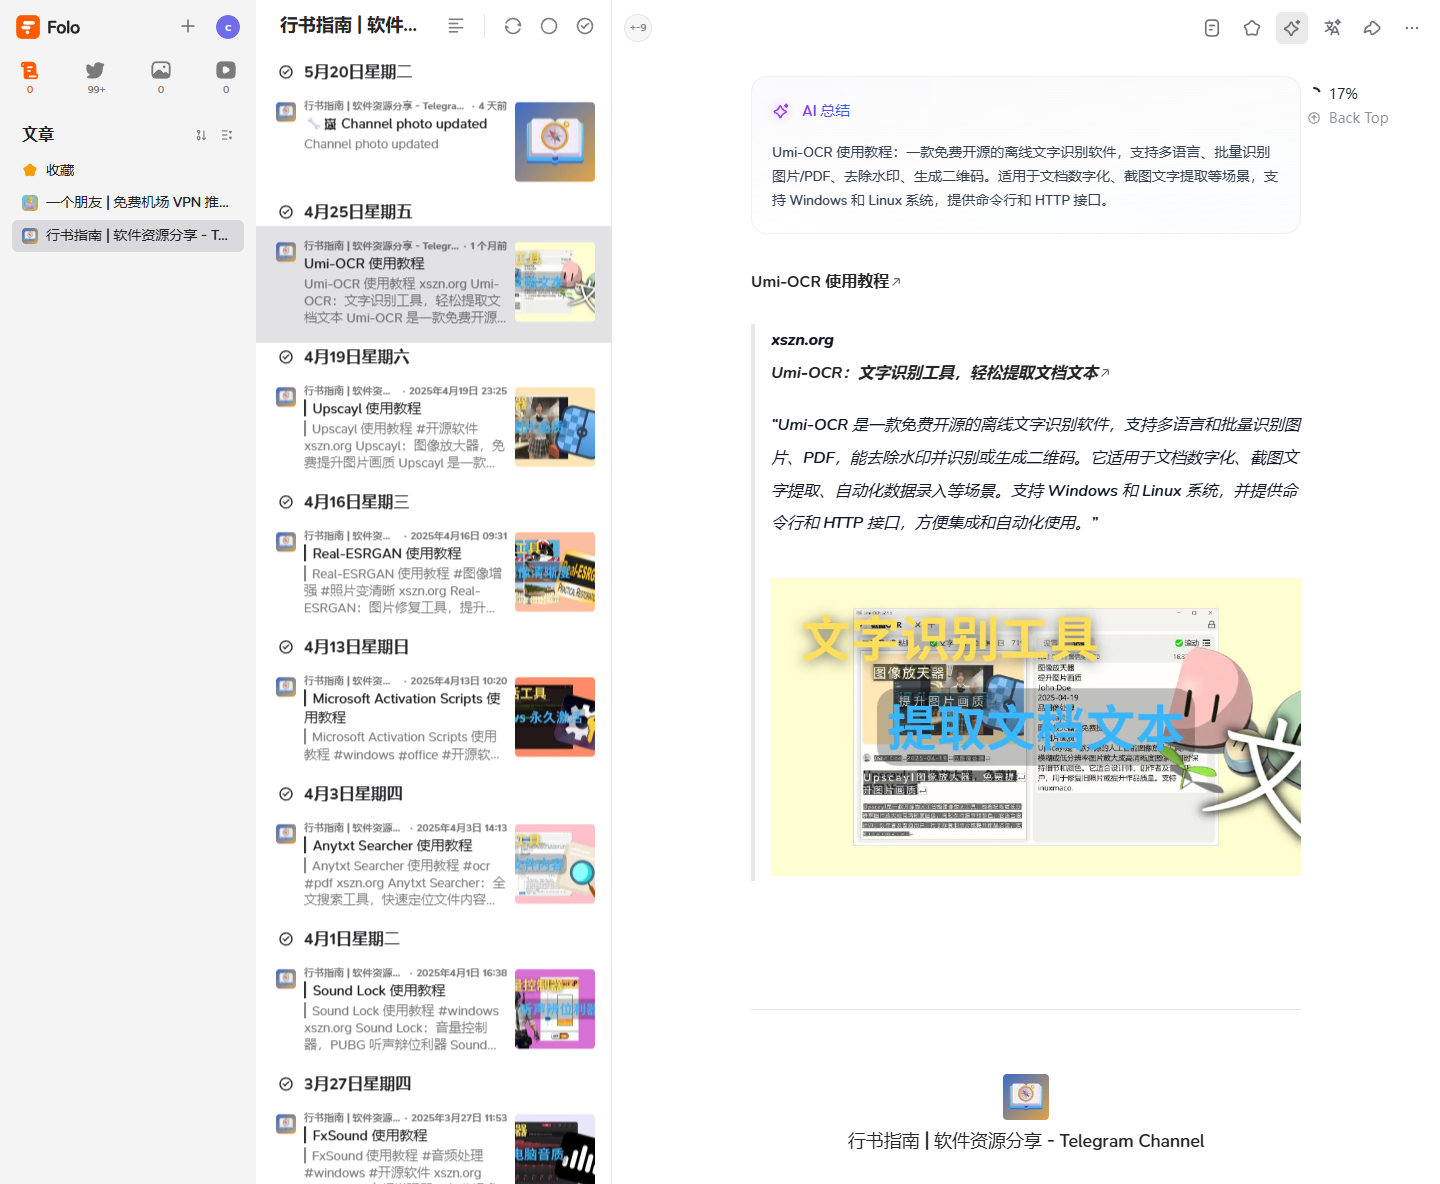 Folo
c
0
99+
0
0
文章
收藏
一个朋友 | 免费机场 VPN 推...
行书指南 | 软件资源分享 - T...
行书指南 | 软件...
5月20日星期二
行书指南 | 软件资源分享 - Telegra... · 4 天前
🔧 🖼 Channel photo updated
Channel photo updated
4月25日星期五
行书指南 | 软件资源分享 - Telegr... · 1 个月前
Umi-OCR 使用教程
Umi-OCR 使用教程 xszn.org Umi-
OCR：文字识别工具，轻松提取文
档文本 Umi-OCR 是一款免费开源...
4月19日星期六
行书指南 | 软件资... · 2025年4月19日 23:25
Upscayl 使用教程
Upscayl 使用教程 #开源软件
xszn.org Upscayl：图像放大器，免
费提升图片画质 Upscayl 是一款...
4月16日星期三
行书指南 | 软件资... · 2025年4月16日 09:31
Real-ESRGAN 使用教程
Real-ESRGAN 使用教程 #图像增
强 #照片变清晰 xszn.org Real-
ESRGAN：图片修复工具，提升...
4月13日星期日
行书指南 | 软件资... · 2025年4月13日 10:20
Microsoft Activation Scripts 使
用教程
Microsoft Activation Scripts 使用
教程 #windows #office #开源软...
4月3日星期四
行书指南 | 软件资源... · 2025年4月3日 14:13
Anytxt Searcher 使用教程
Anytxt Searcher 使用教程 #ocr
#pdf xszn.org Anytxt Searcher：全
文搜索工具，快速定位文件内容...
4月1日星期二
行书指南 | 软件资源... · 2025年4月1日 16:38
Sound Lock 使用教程
Sound Lock 使用教程 #windows
xszn.org Sound Lock：音量控制
器，PUBG 听声辩位利器 Sound...
3月27日星期四
行书指南 | 软件资源... · 2025年3月27日 11:53
FxSound 使用教程
FxSound 使用教程 #音频处理
#windows #开源软件 xszn.org
+-9
17%
Back Top
AI 总结
Umi-OCR 使用教程：一款免费开源的离线文字识别软件，支持多语言、批量识别
图片/PDF、去除水印、生成二维码。适用于文档数字化、截图文字提取等场景，支
持 Windows 和 Linux 系统，提供命令行和 HTTP 接口。
Umi-OCR 使用教程
xszn.org
Umi-OCR：文字识别工具，轻松提取文档文本
“Umi-OCR 是一款免费开源的离线文字识别软件，支持多语言和批量识别图
片、PDF，能去除水印并识别或生成二维码。它适用于文档数字化、截图文
字提取、自动化数据录入等场景。支持 Windows 和 Linux 系统，并提供命
令行和 HTTP 接口，方便集成和自动化使用。”
文字识别工具
提取文档文本
图像放天器
提升图片画质
图像放天器
提升图片画质
John Doe
2025-04-19
行书指南 | 软件资源分享 - Telegram Channel